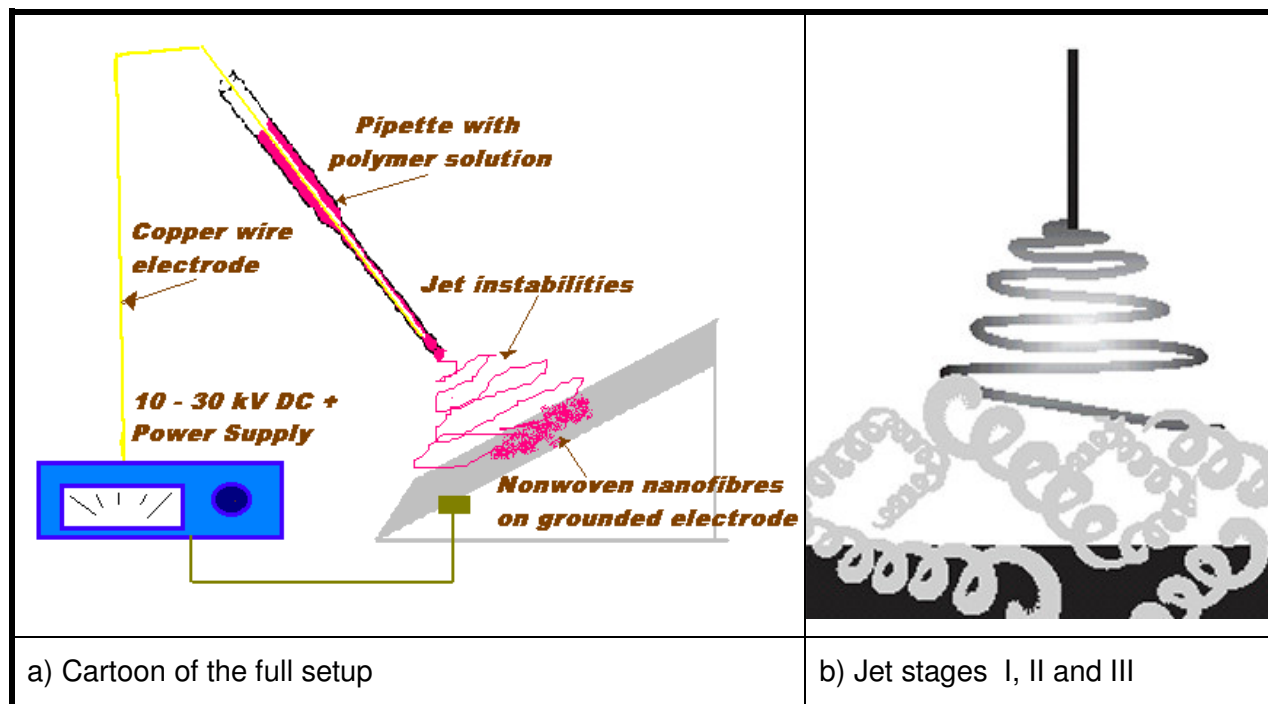 Pipette with
polymer solution
Copper wire
electrode
Jet instabilities
10 - 30 kV DC +
Power Supply
Nonwoven nanofibres
on grounded electrode
a) Cartoon of the full setup
b) Jet stages I, II and III